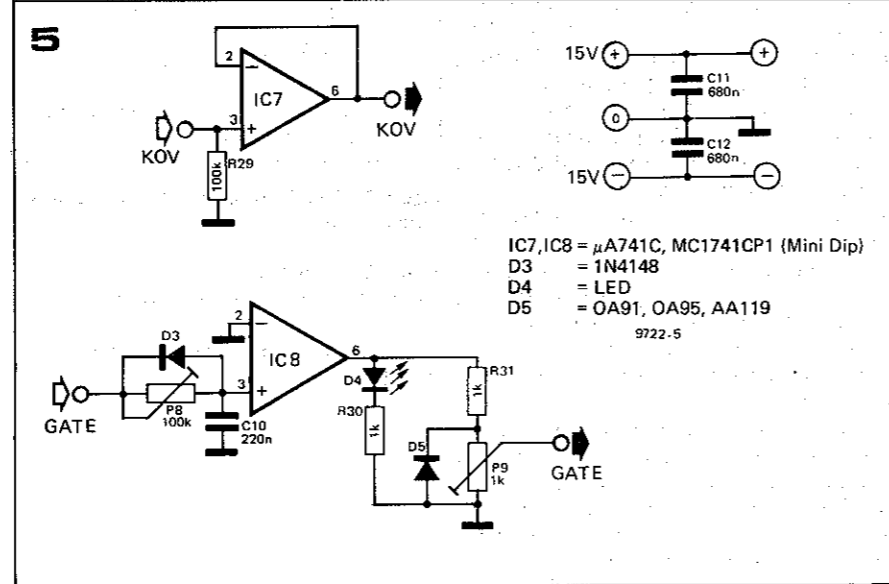 5
2
IC7
6
3
KOV
KOV
R29
100k
15V + +
C11
680n
0
C12
680n
15V − −
IC7,IC8 = μA741C, MC1741CP1 (Mini Dip)
D3 = 1N4148
D4 = LED
D5 = OA91, OA95, AA119
9722-5
D3
2
IC8
6
3
P8
100k
GATE
C10
220n
D4
R30
1k
R31
1k
D5
P9
1k
GATE